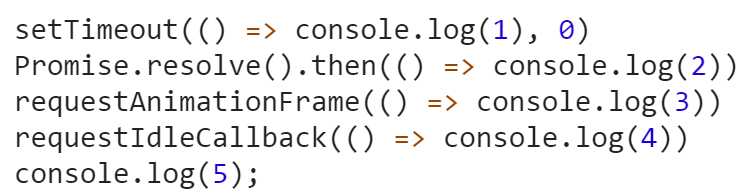 setTimeout(() => console.log(1), 0)
Promise.resolve().then(() => console.log(2))
requestAnimationFrame(() => console.log(3))
requestIdleCallback(() => console.log(4))
console.log(5);